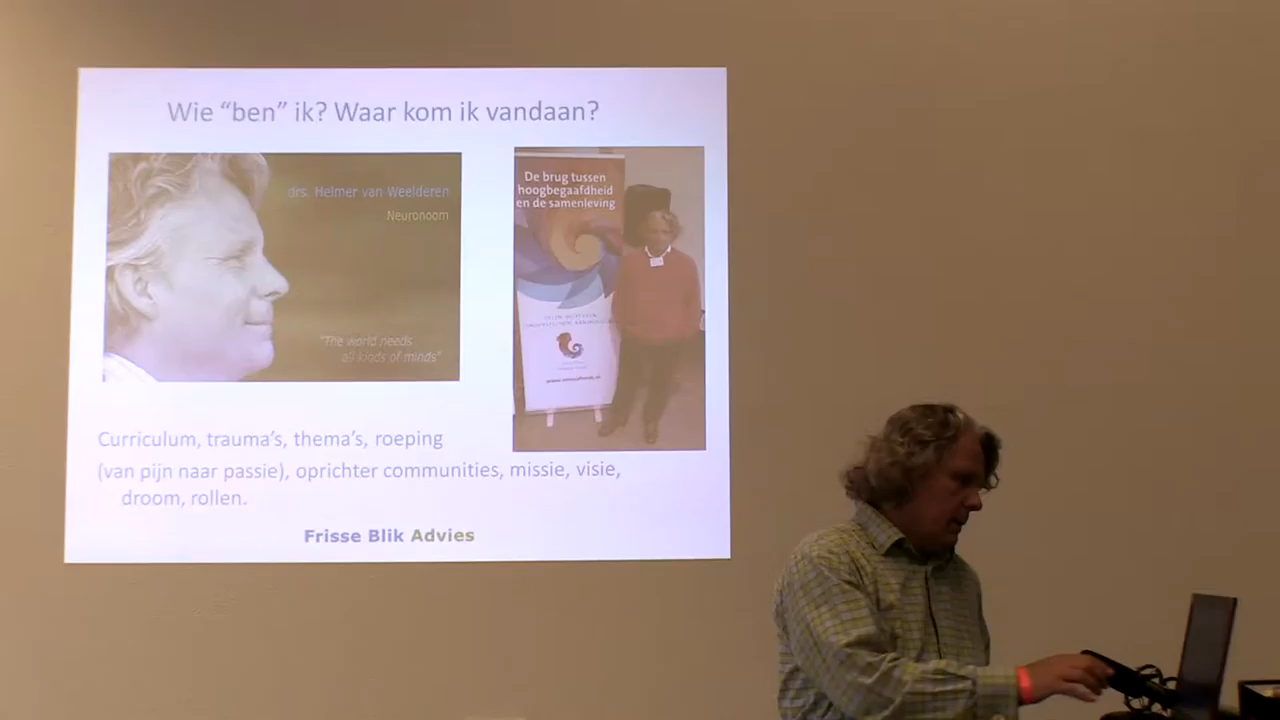 Wie “ben” ik? Waar kom ik vandaan?
drs. Helmer van Weelderen
Neuronoom
"The world needs
all kinds of minds"
De brug tussen
hoogbegaafdheid
en de samenleving
Curriculum, trauma’s, thema’s, roeping
(van pijn naar passie), oprichter communities, missie, visie,
droom, rollen.
Frisse Blik Advies